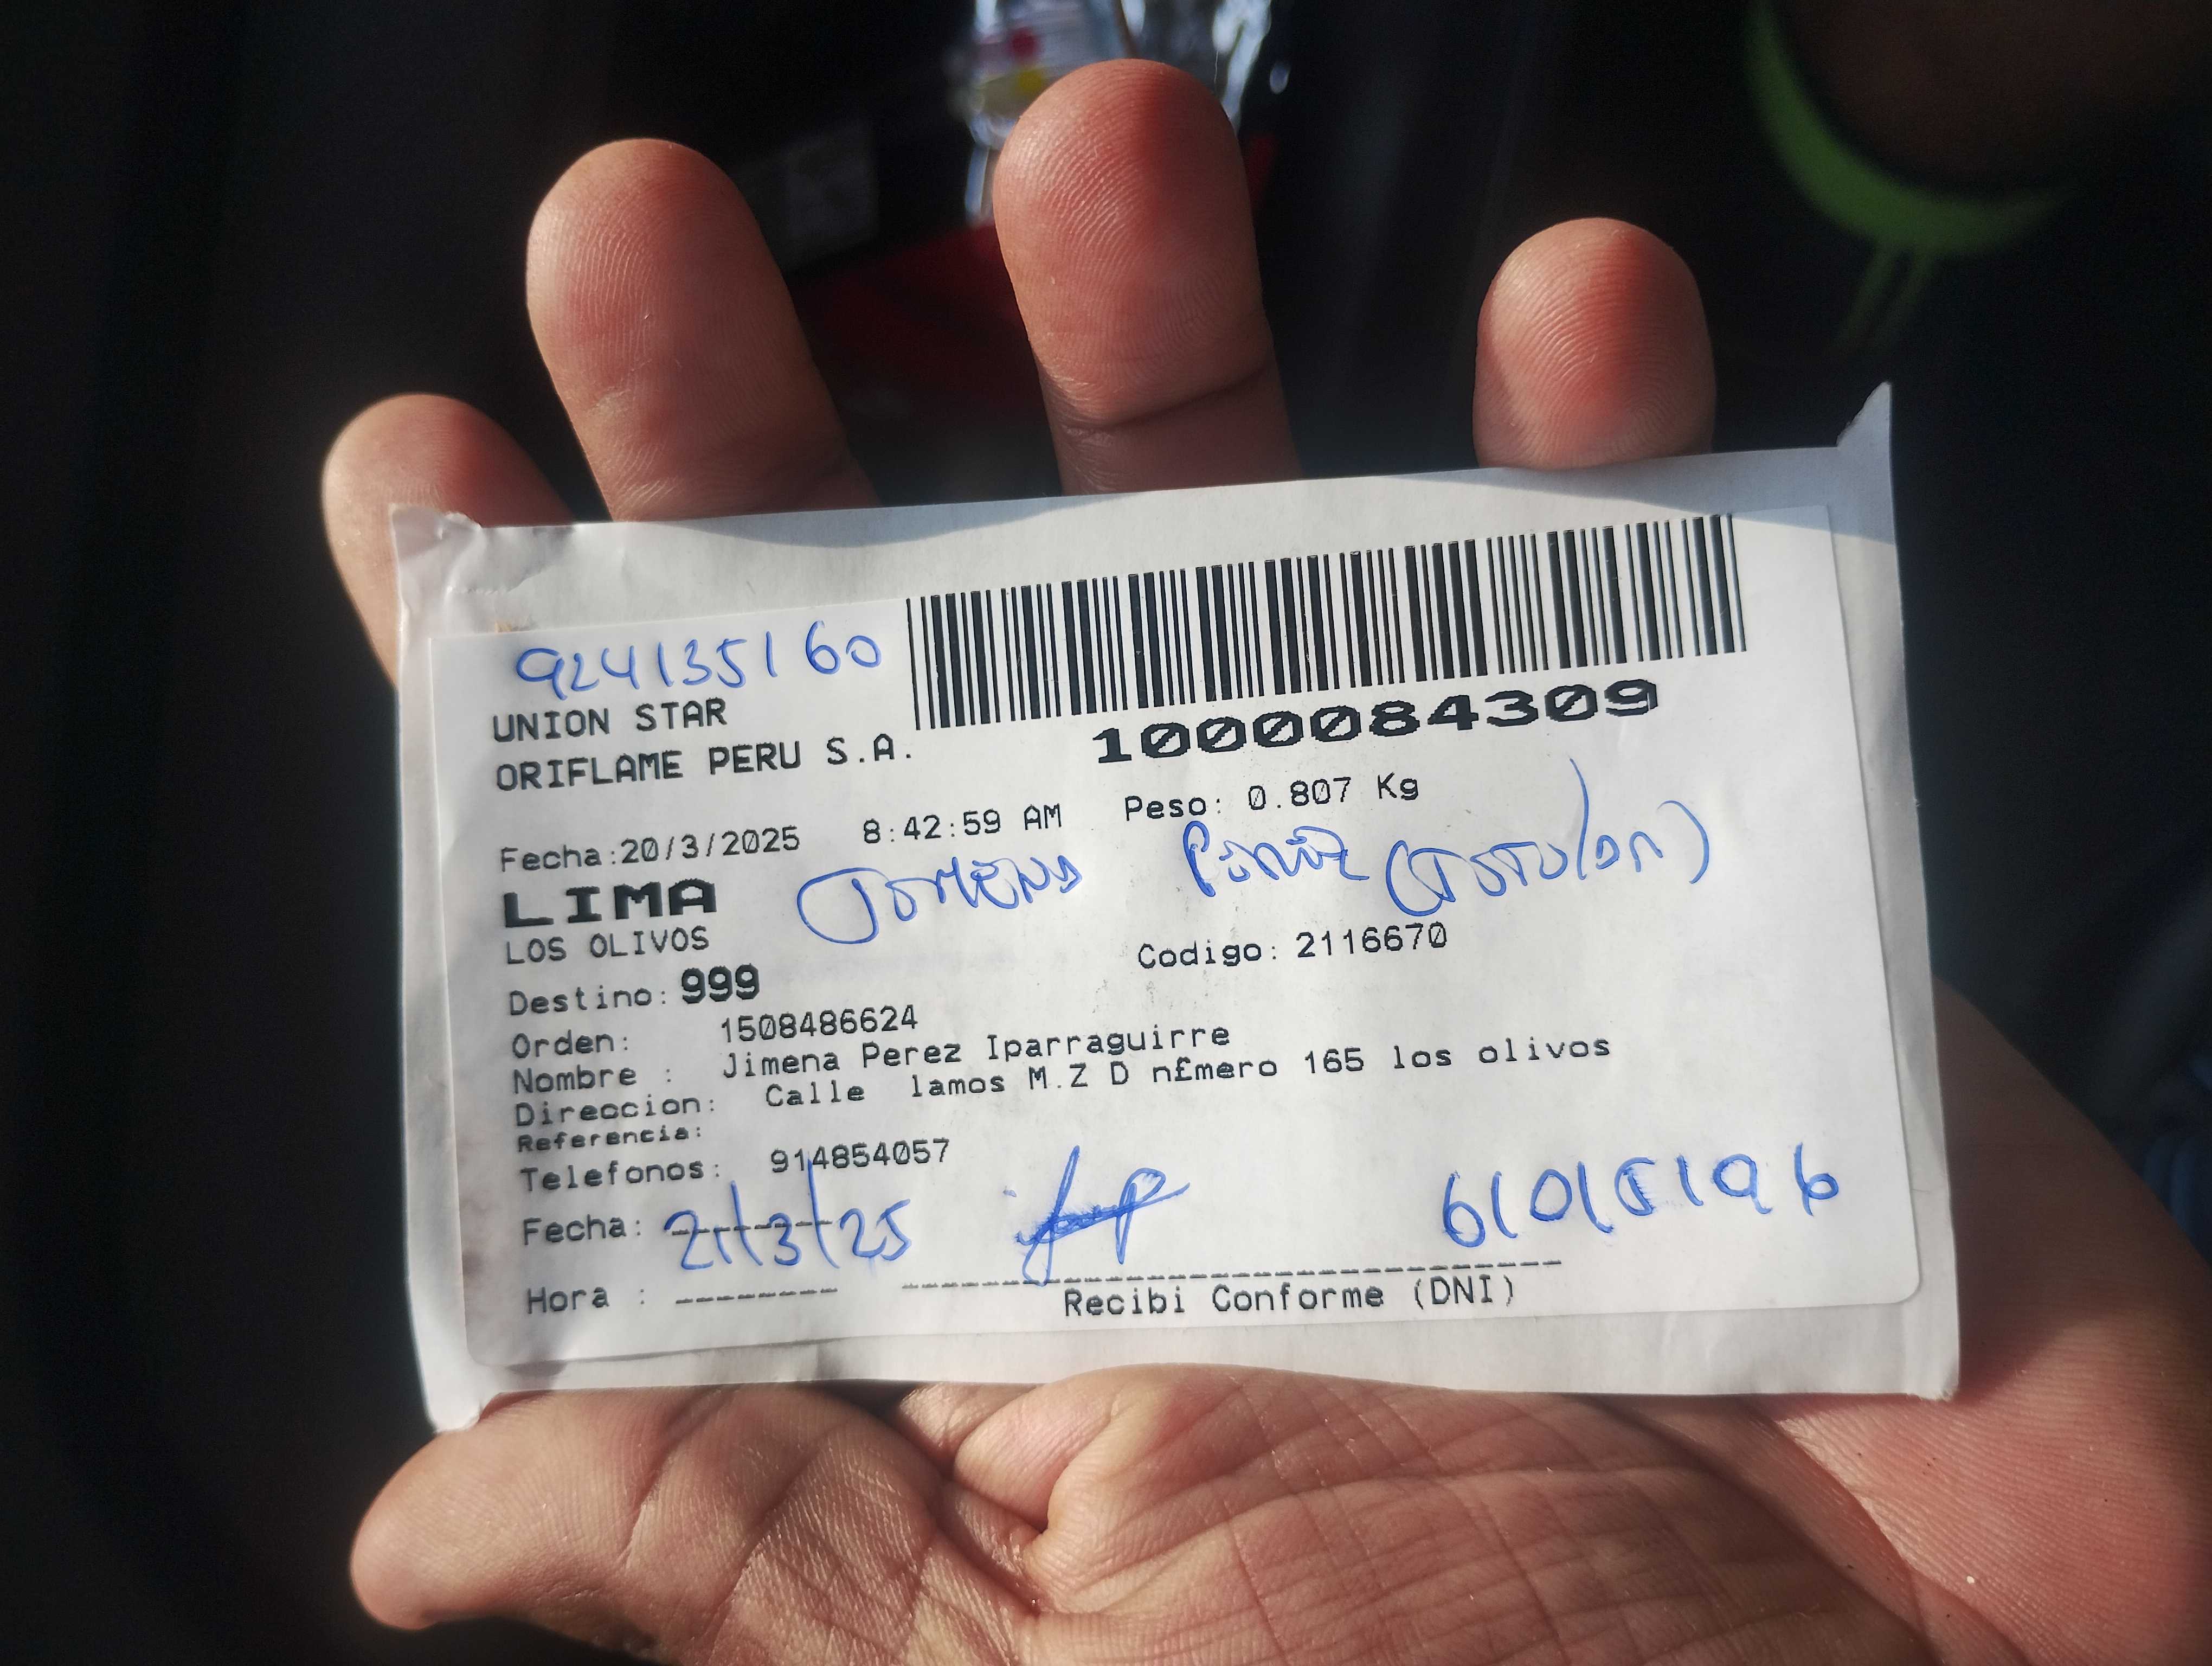 924135160
UNION STAR
ORIFLAME PERU S.A.
1000084309
Fecha:20/3/2025 8:42:59 AM Peso: 0.807 Kg
LIMA
LOS OLIVOS
Destino: 999 Codigo: 2116670
Orden: 1508486624
Nombre : Jimena Perez Iparraguirre
Direccion: Calle lamos M.Z D n£mero 165 los olivos
Referencia:
Telefonos: 914854057
Fecha: 21/3/25
Hora :
Recibi Conforme (DNI)